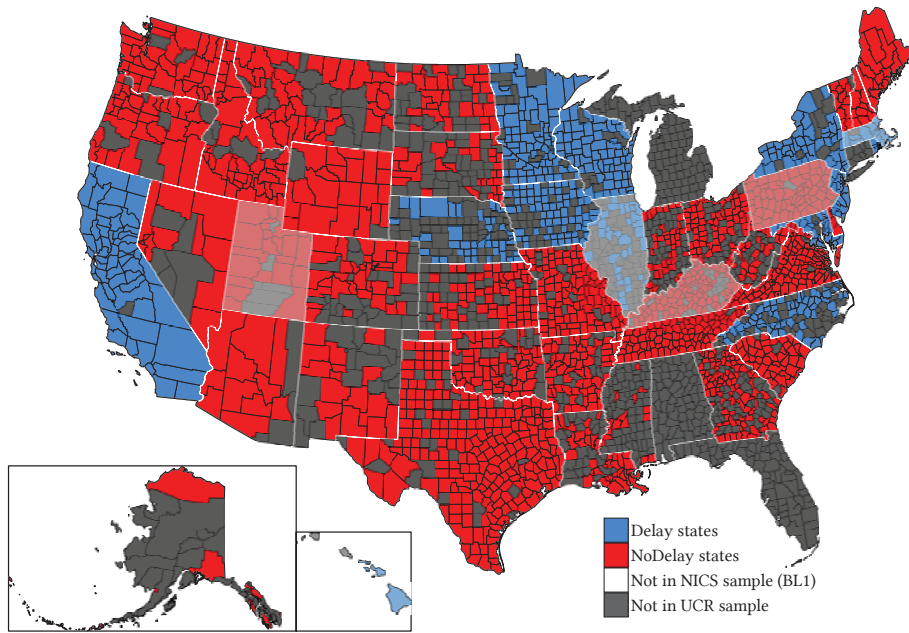 Delay states
NoDelay states
Not in NICS sample (BL1)
Not in UCR sample